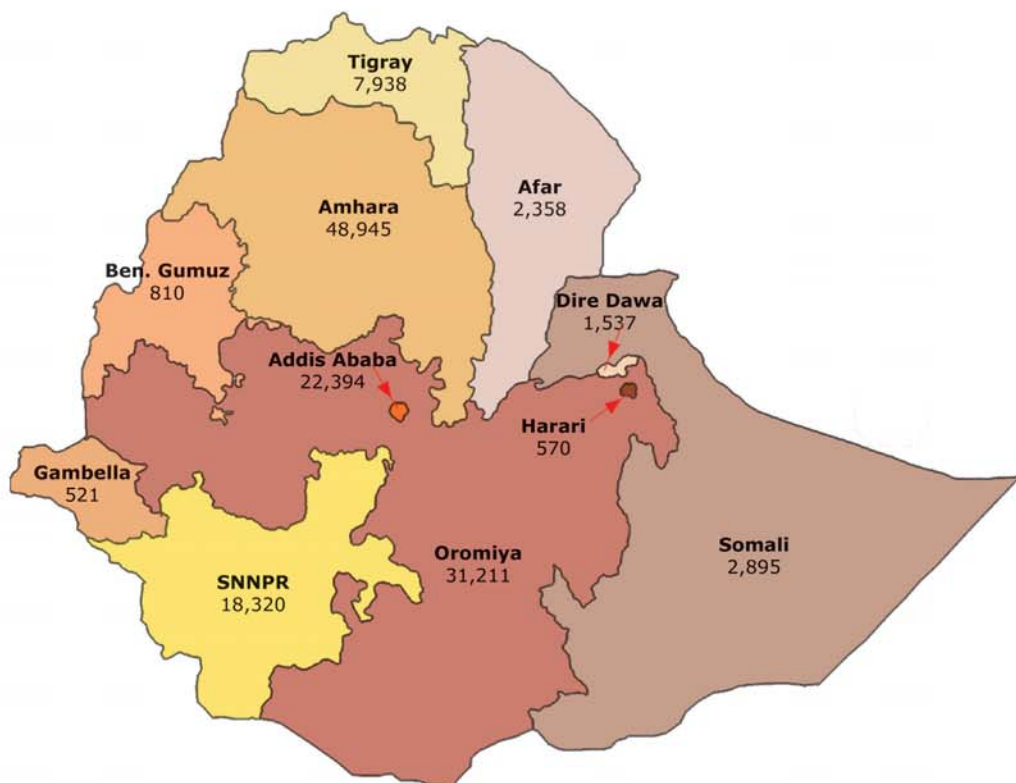 Tigray
7,938
Afar
2,358
Amhara
48,945
Ben. Gumuz
810
Dire Dawa
1,537
Addis Ababa
22,394
Harari
570
Gambella
521
Somali
2,895
Oromiya
31,211
SNNPR
18,320